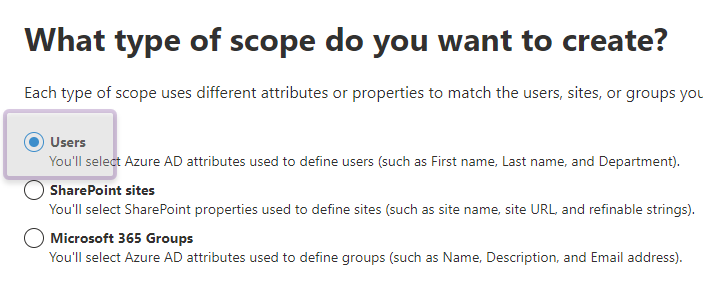 What type of scope do you want to create?
Each type of scope uses different attributes or properties to match the users, sites, or groups you
Users
You'll select Azure AD attributes used to define users (such as First name, Last name, and Department).
SharePoint sites
You'll select SharePoint properties used to define sites (such as site name, site URL, and refinable strings).
Microsoft 365 Groups
You'll select Azure AD attributes used to define groups (such as Name, Description, and Email address).